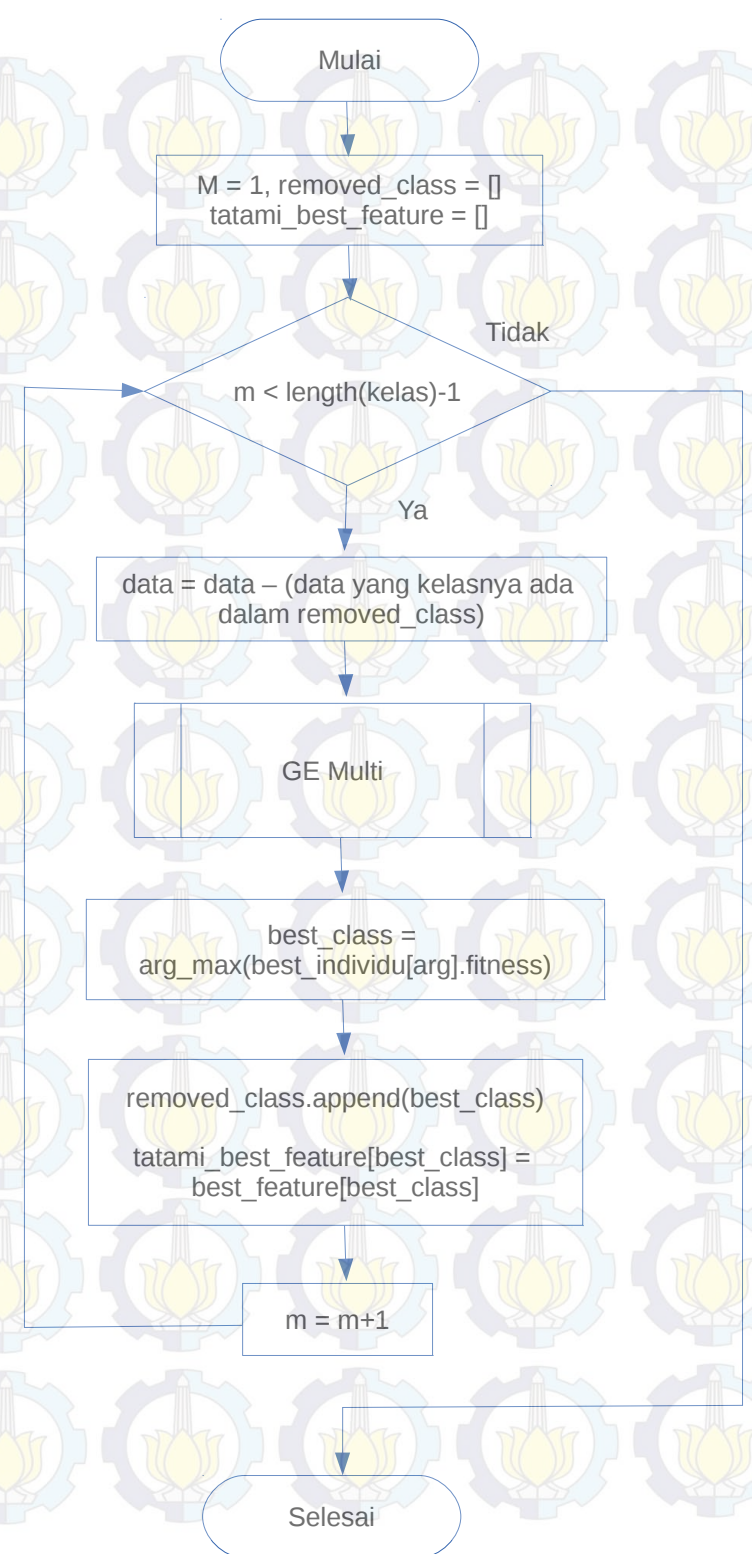 Mulai
M = 1, removed_class = []
tatami_best_feature = []
Tidak
m < length(kelas)-1
Ya
data = data – (data yang kelasnya ada
dalam removed_class)
GE Multi
best_class =
arg_max(best_individu[arg].fitness)
removed_class.append(best_class)
tatami_best_feature[best_class] =
best_feature[best_class]
m = m+1
Selesai